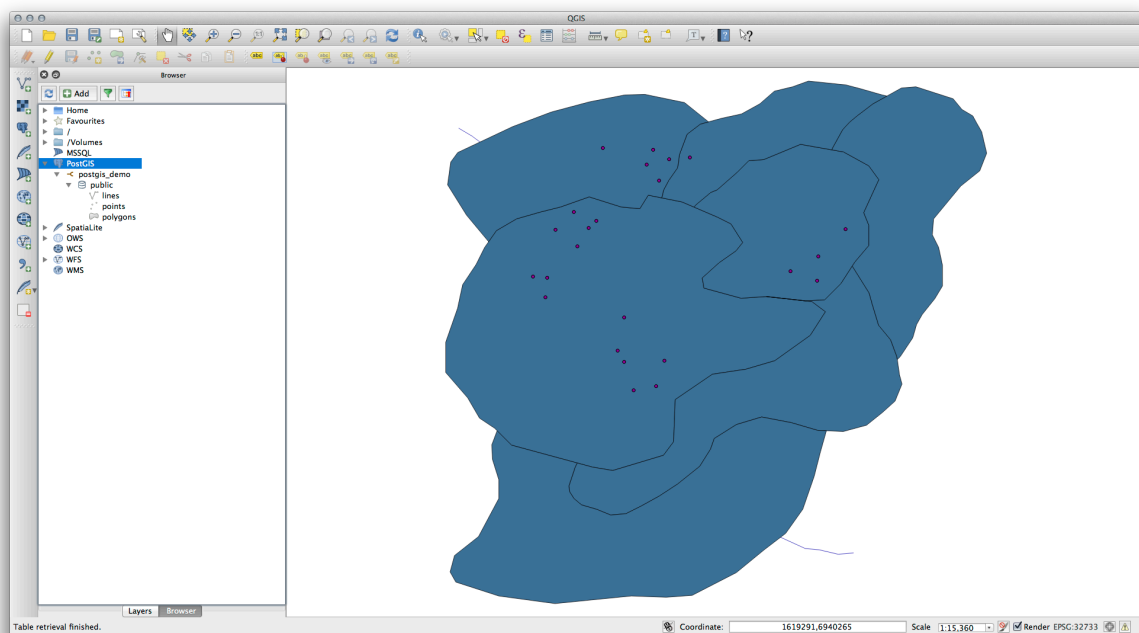 QGIS
Browser
Add
Home
Favourites
/
/Volumes
MSSQL
PostGIS
postgis_demo
public
lines
points
polygons
SpatiaLite
OWS
WCS
WFS
WMS
Layers Browser
Table retrieval finished. Coordinate: 1619291,6940265 Scale 1:15,360 Render EPSG:32733